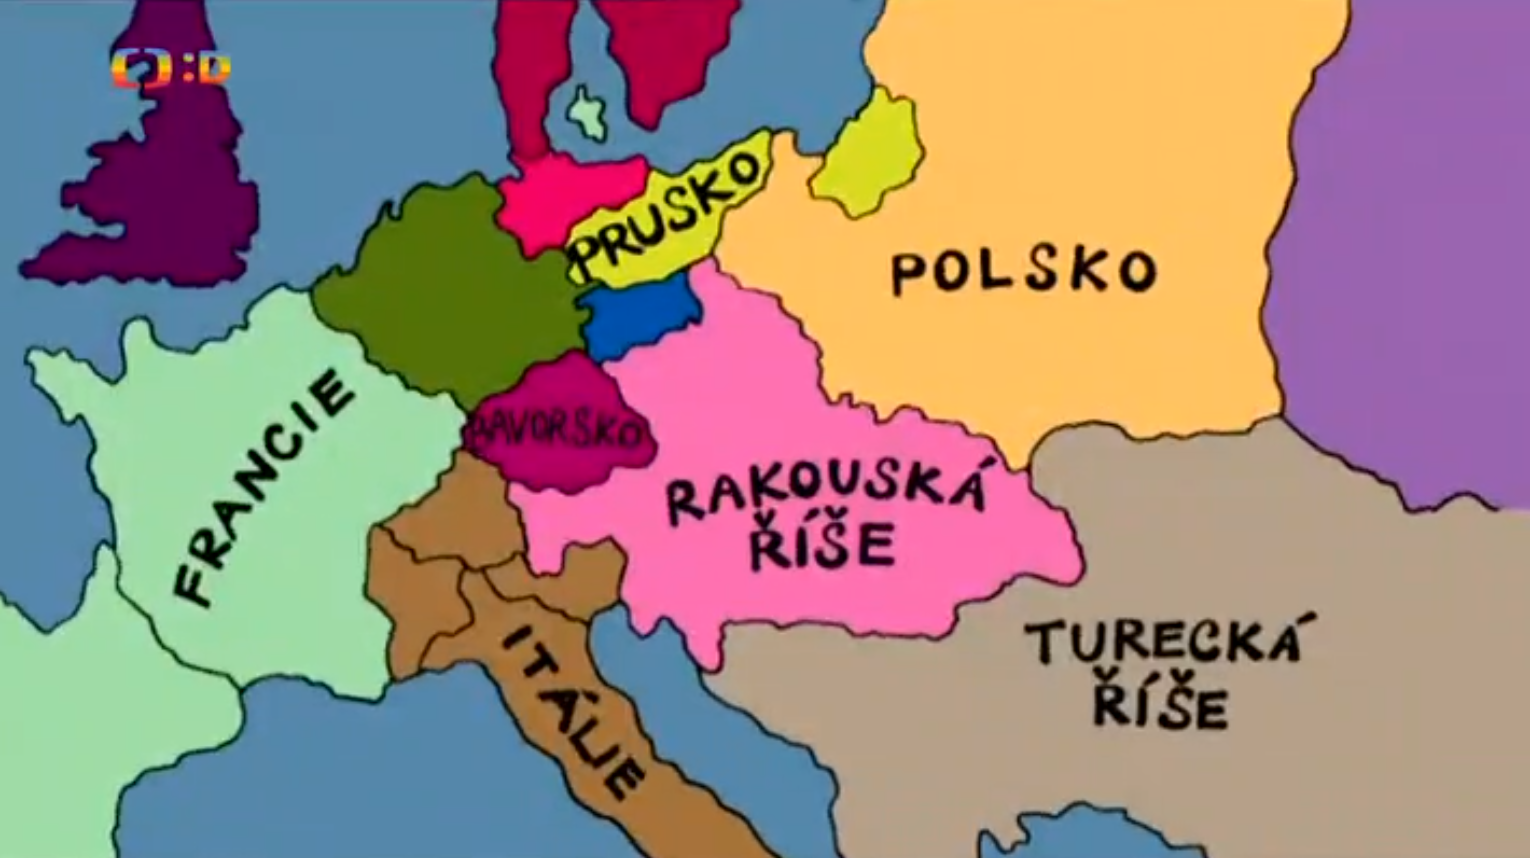 :D
PRUSKO
POLSKO
FRANCIE
BAVORSKO
RAKOUSKÁ
ŘÍŠE
ITÁLIE
TURECKÁ
ŘÍŠE